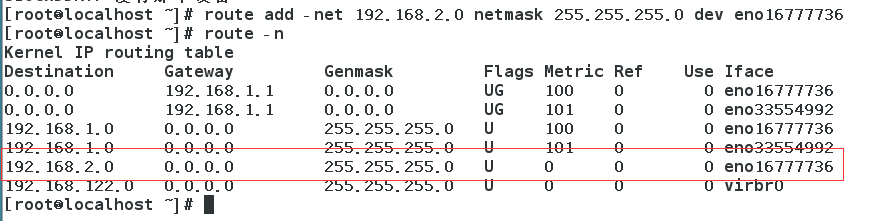 [root@localhost ~]# route add -net 192.168.2.0 netmask 255.255.255.0 dev eno16777736
[root@localhost ~]# route -n
Kernel IP routing table
Destination Gateway Genmask Flags Metric Ref Use Iface
0.0.0.0 192.168.1.1 0.0.0.0 UG 100 0 0 eno16777736
0.0.0.0 192.168.1.1 0.0.0.0 UG 101 0 0 eno33554992
192.168.1.0 0.0.0.0 255.255.255.0 U 100 0 0 eno16777736
192.168.1.0 0.0.0.0 255.255.255.0 U 101 0 0 eno33554992
192.168.2.0 0.0.0.0 255.255.255.0 U 0 0 0 eno16777736
192.168.122.0 0.0.0.0 255.255.255.0 U 0 0 0 virbr0
[root@localhost ~]#